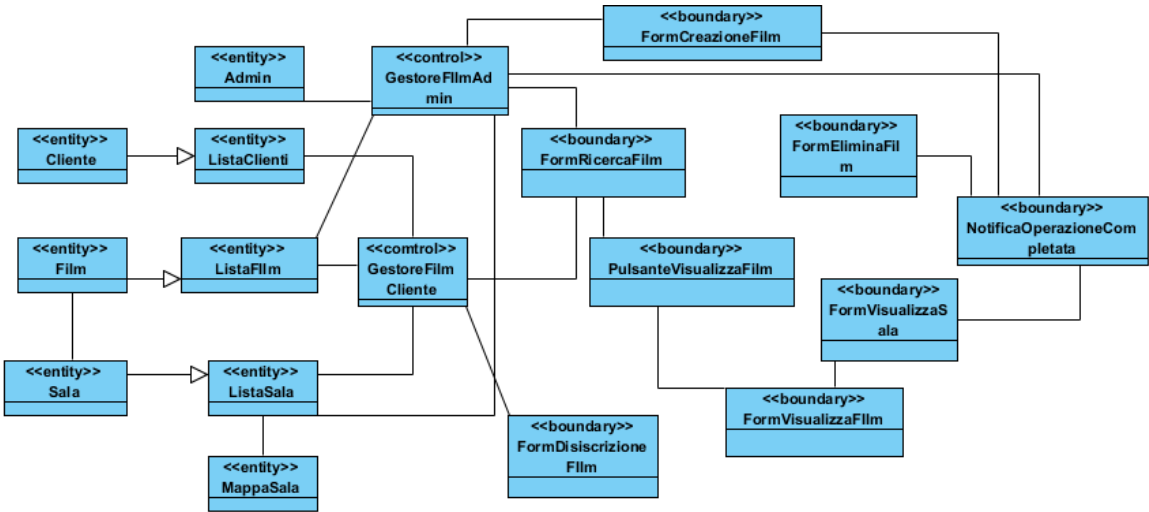 <<boundary>>
FormCreazioneFilm
<<entity>>
Admin
<<control>>
GestoreFIlmAd
min
<<entity>>
Cliente
<<entity>>
ListaClienti
<<boundary>>
FormRicercaFilm
<<boundary>>
FormEliminaFil
m
<<boundary>>
NotificaOperazioneCom
pletata
<<entity>>
Film
<<entity>>
ListaFIlm
<<comtrol>>
GestoreFilm
Cliente
<<boundary>>
PulsanteVisualizzaFilm
<<boundary>>
FormVisualizzaS
ala
<<entity>>
Sala
<<entity>>
ListaSala
<<boundary>>
FormVisualizzaFIlm
<<boundary>>
FormDisiscrizione
FIlm
<<entity>>
MappaSala